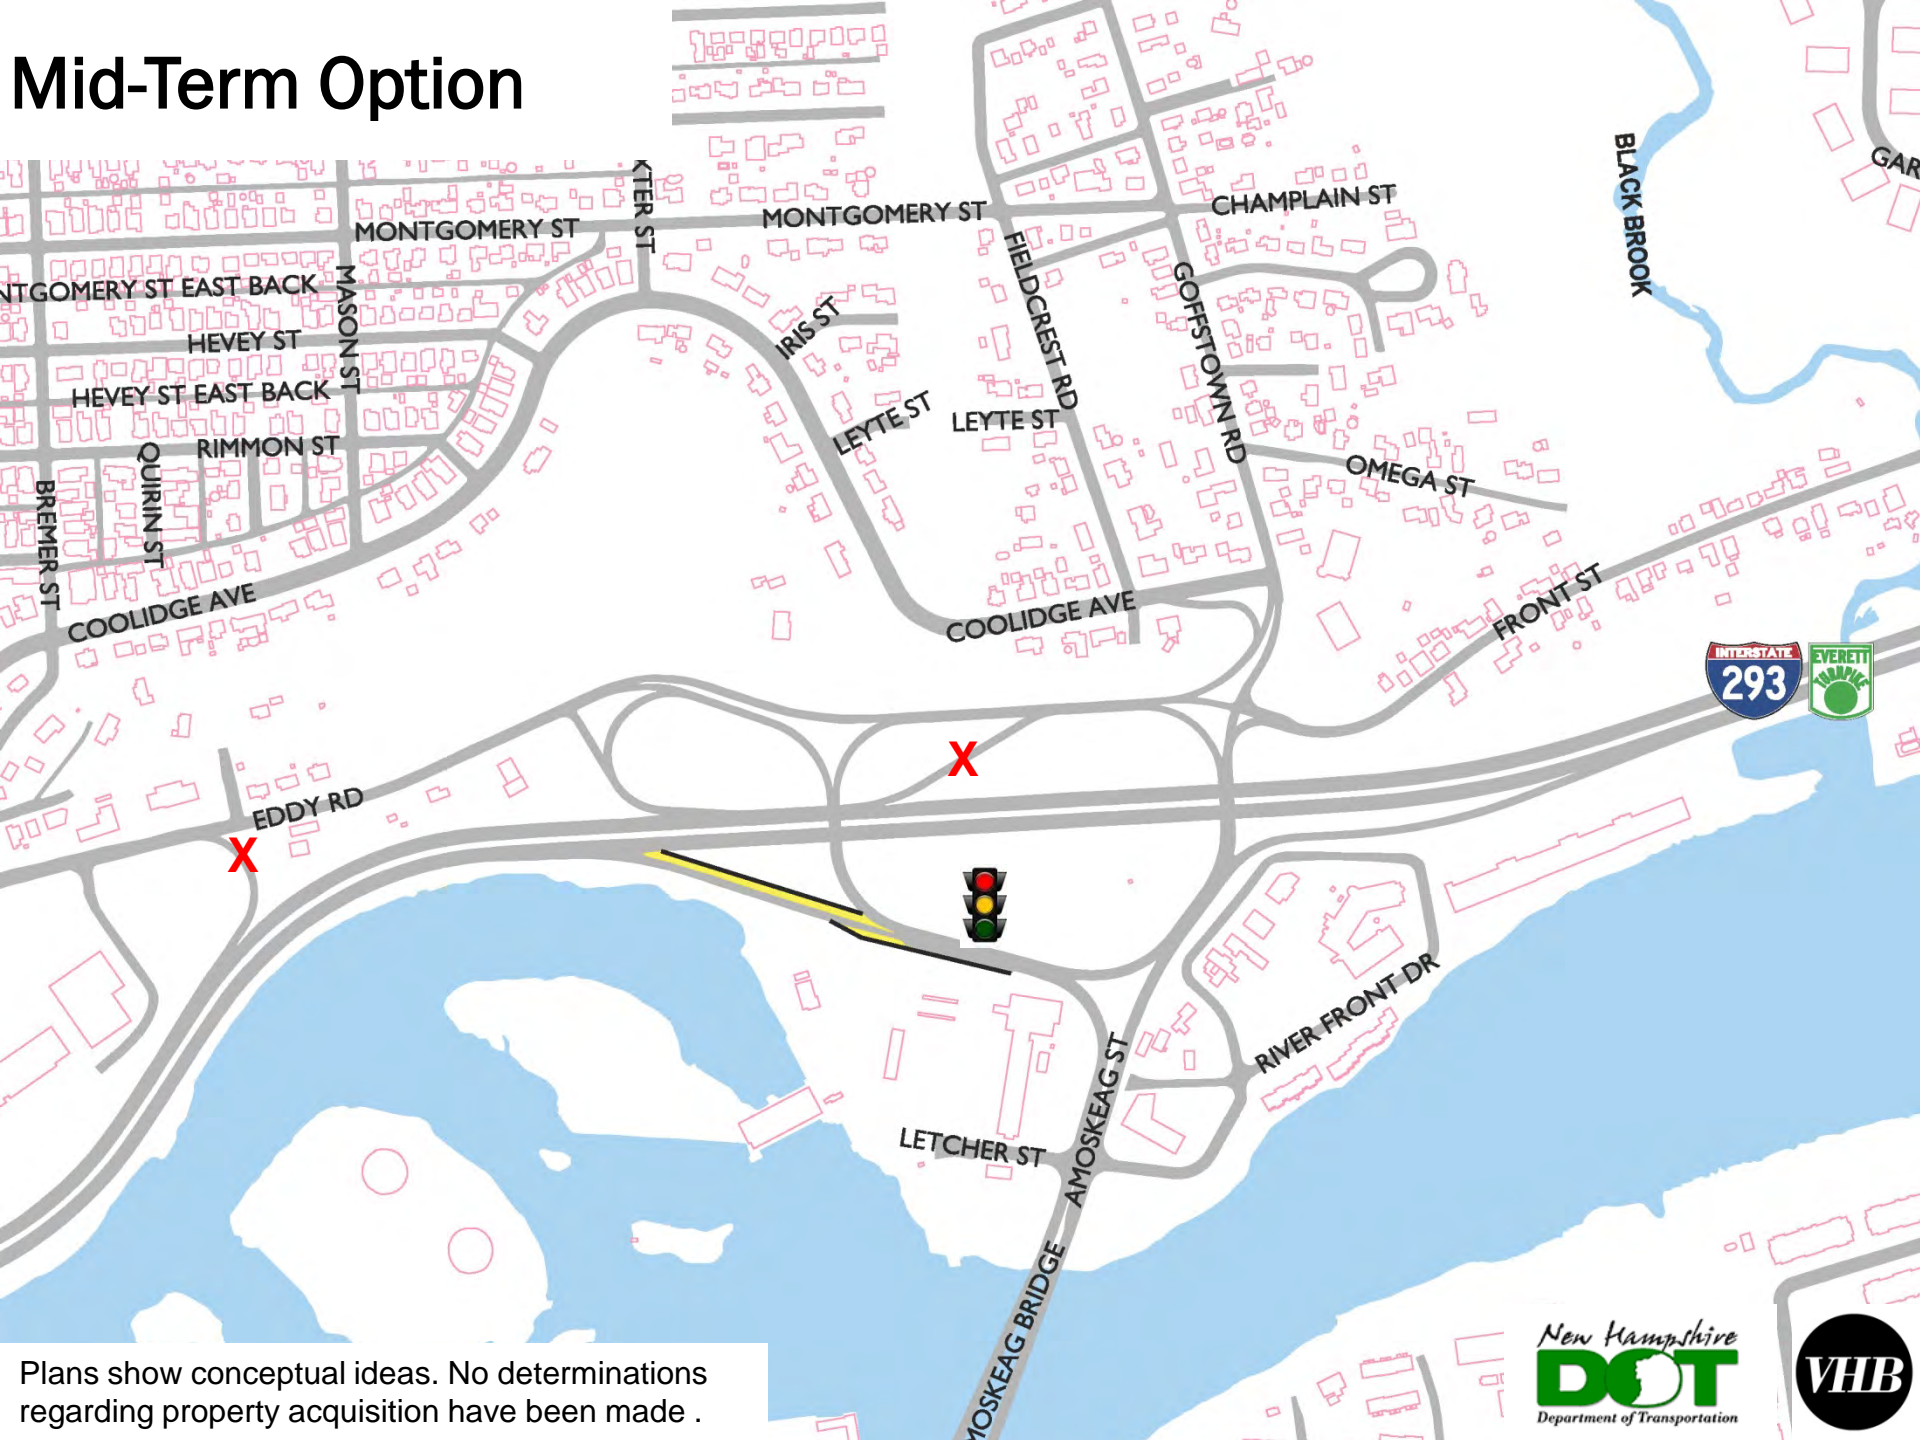 Mid-Term Option
BLACK BROOK
GAR
XTER ST
MONTGOMERY ST
MONTGOMERY ST
CHAMPLAIN ST
NTGOMERY ST EAST BACK
MASON ST
FIELDCREST RD
GOFFSTOWN RD
HEVEY ST
IRIS ST
HEVEY ST EAST BACK
LEYTE ST
LEYTE ST
RIMMON ST
QUIRIN ST
BREMER ST
OMEGA ST
COOLIDGE AVE
COOLIDGE AVE
FRONT ST
INTERSTATE
293
EVERETT
TURNPIKE
X
EDDY RD
X
RIVER FRONT DR
AMOSKEAG ST
LETCHER ST
MOSKEAG BRIDGE
Plans show conceptual ideas. No determinations
regarding property acquisition have been made .
New Hampshire
DOT
Department of Transportation
VHB